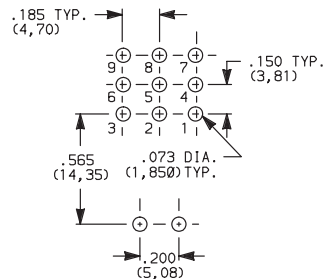 .185 TYP.
(4,70)
9 8 7
.150 TYP.
(3,81)
6 5 4
3 2 1
.565
(14,35)
.073 DIA.
(1,850)TYP.
.200
(5,08)